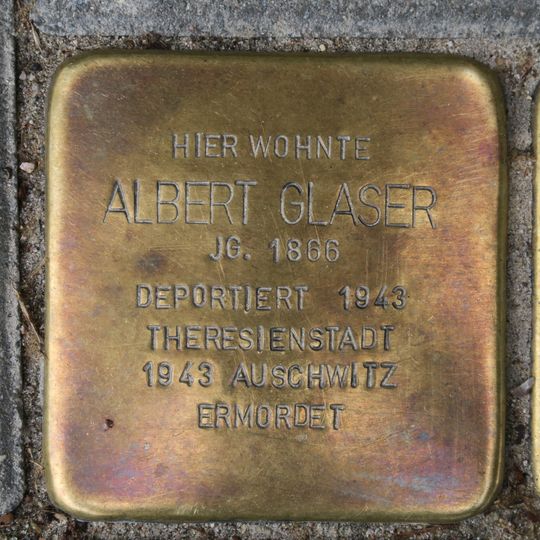 HIER WOHNTE
ALBERT GLASER
JG. 1866
DEPORTIERT 1943
THERESIENSTADT
1943 AUSCHWITZ
ERMORDET